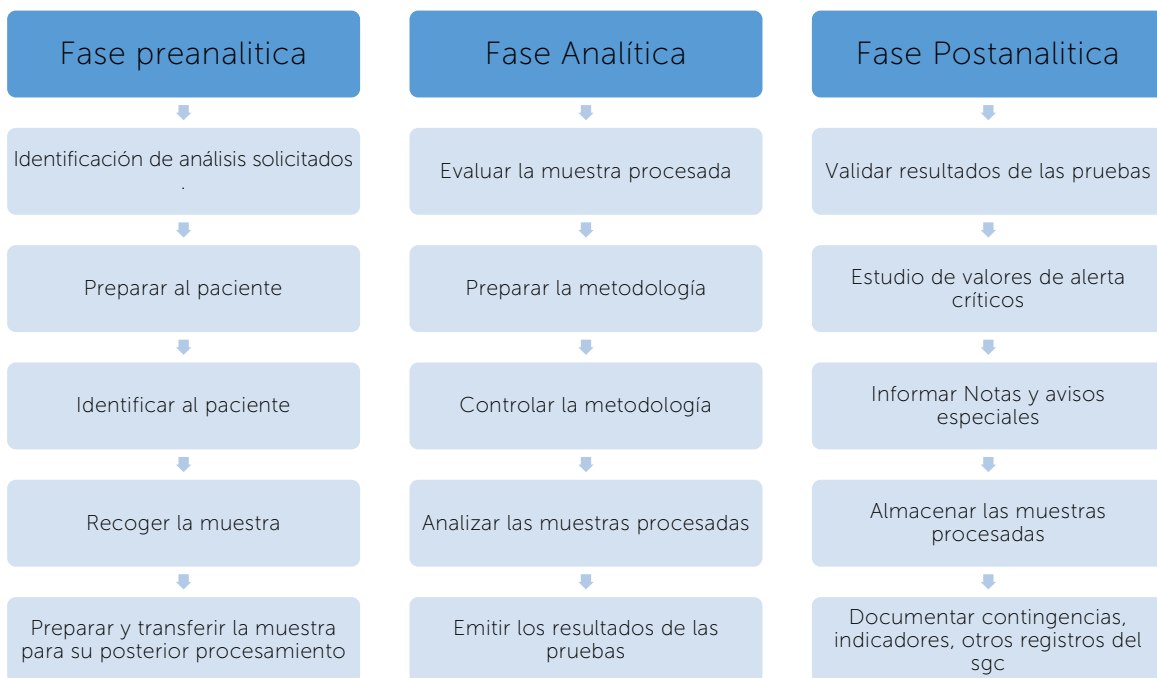 Fase preanalitica
Identificación de análisis solicitados
.
Preparar al paciente
Identificar al paciente
Recoger la muestra
Preparar y transferir la muestra
para su posterior procesamiento
Fase Analítica
Evaluar la muestra procesada
Preparar la metodología
Controlar la metodología
Analizar las muestras procesadas
Emitir los resultados de las
pruebas
Fase Postanalitica
Validar resultados de las pruebas
Estudio de valores de alerta
críticos
Informar Notas y avisos
especiales
Almacenar las muestras
procesadas
Documentar contingencias,
indicadores, otros registros del
sgc